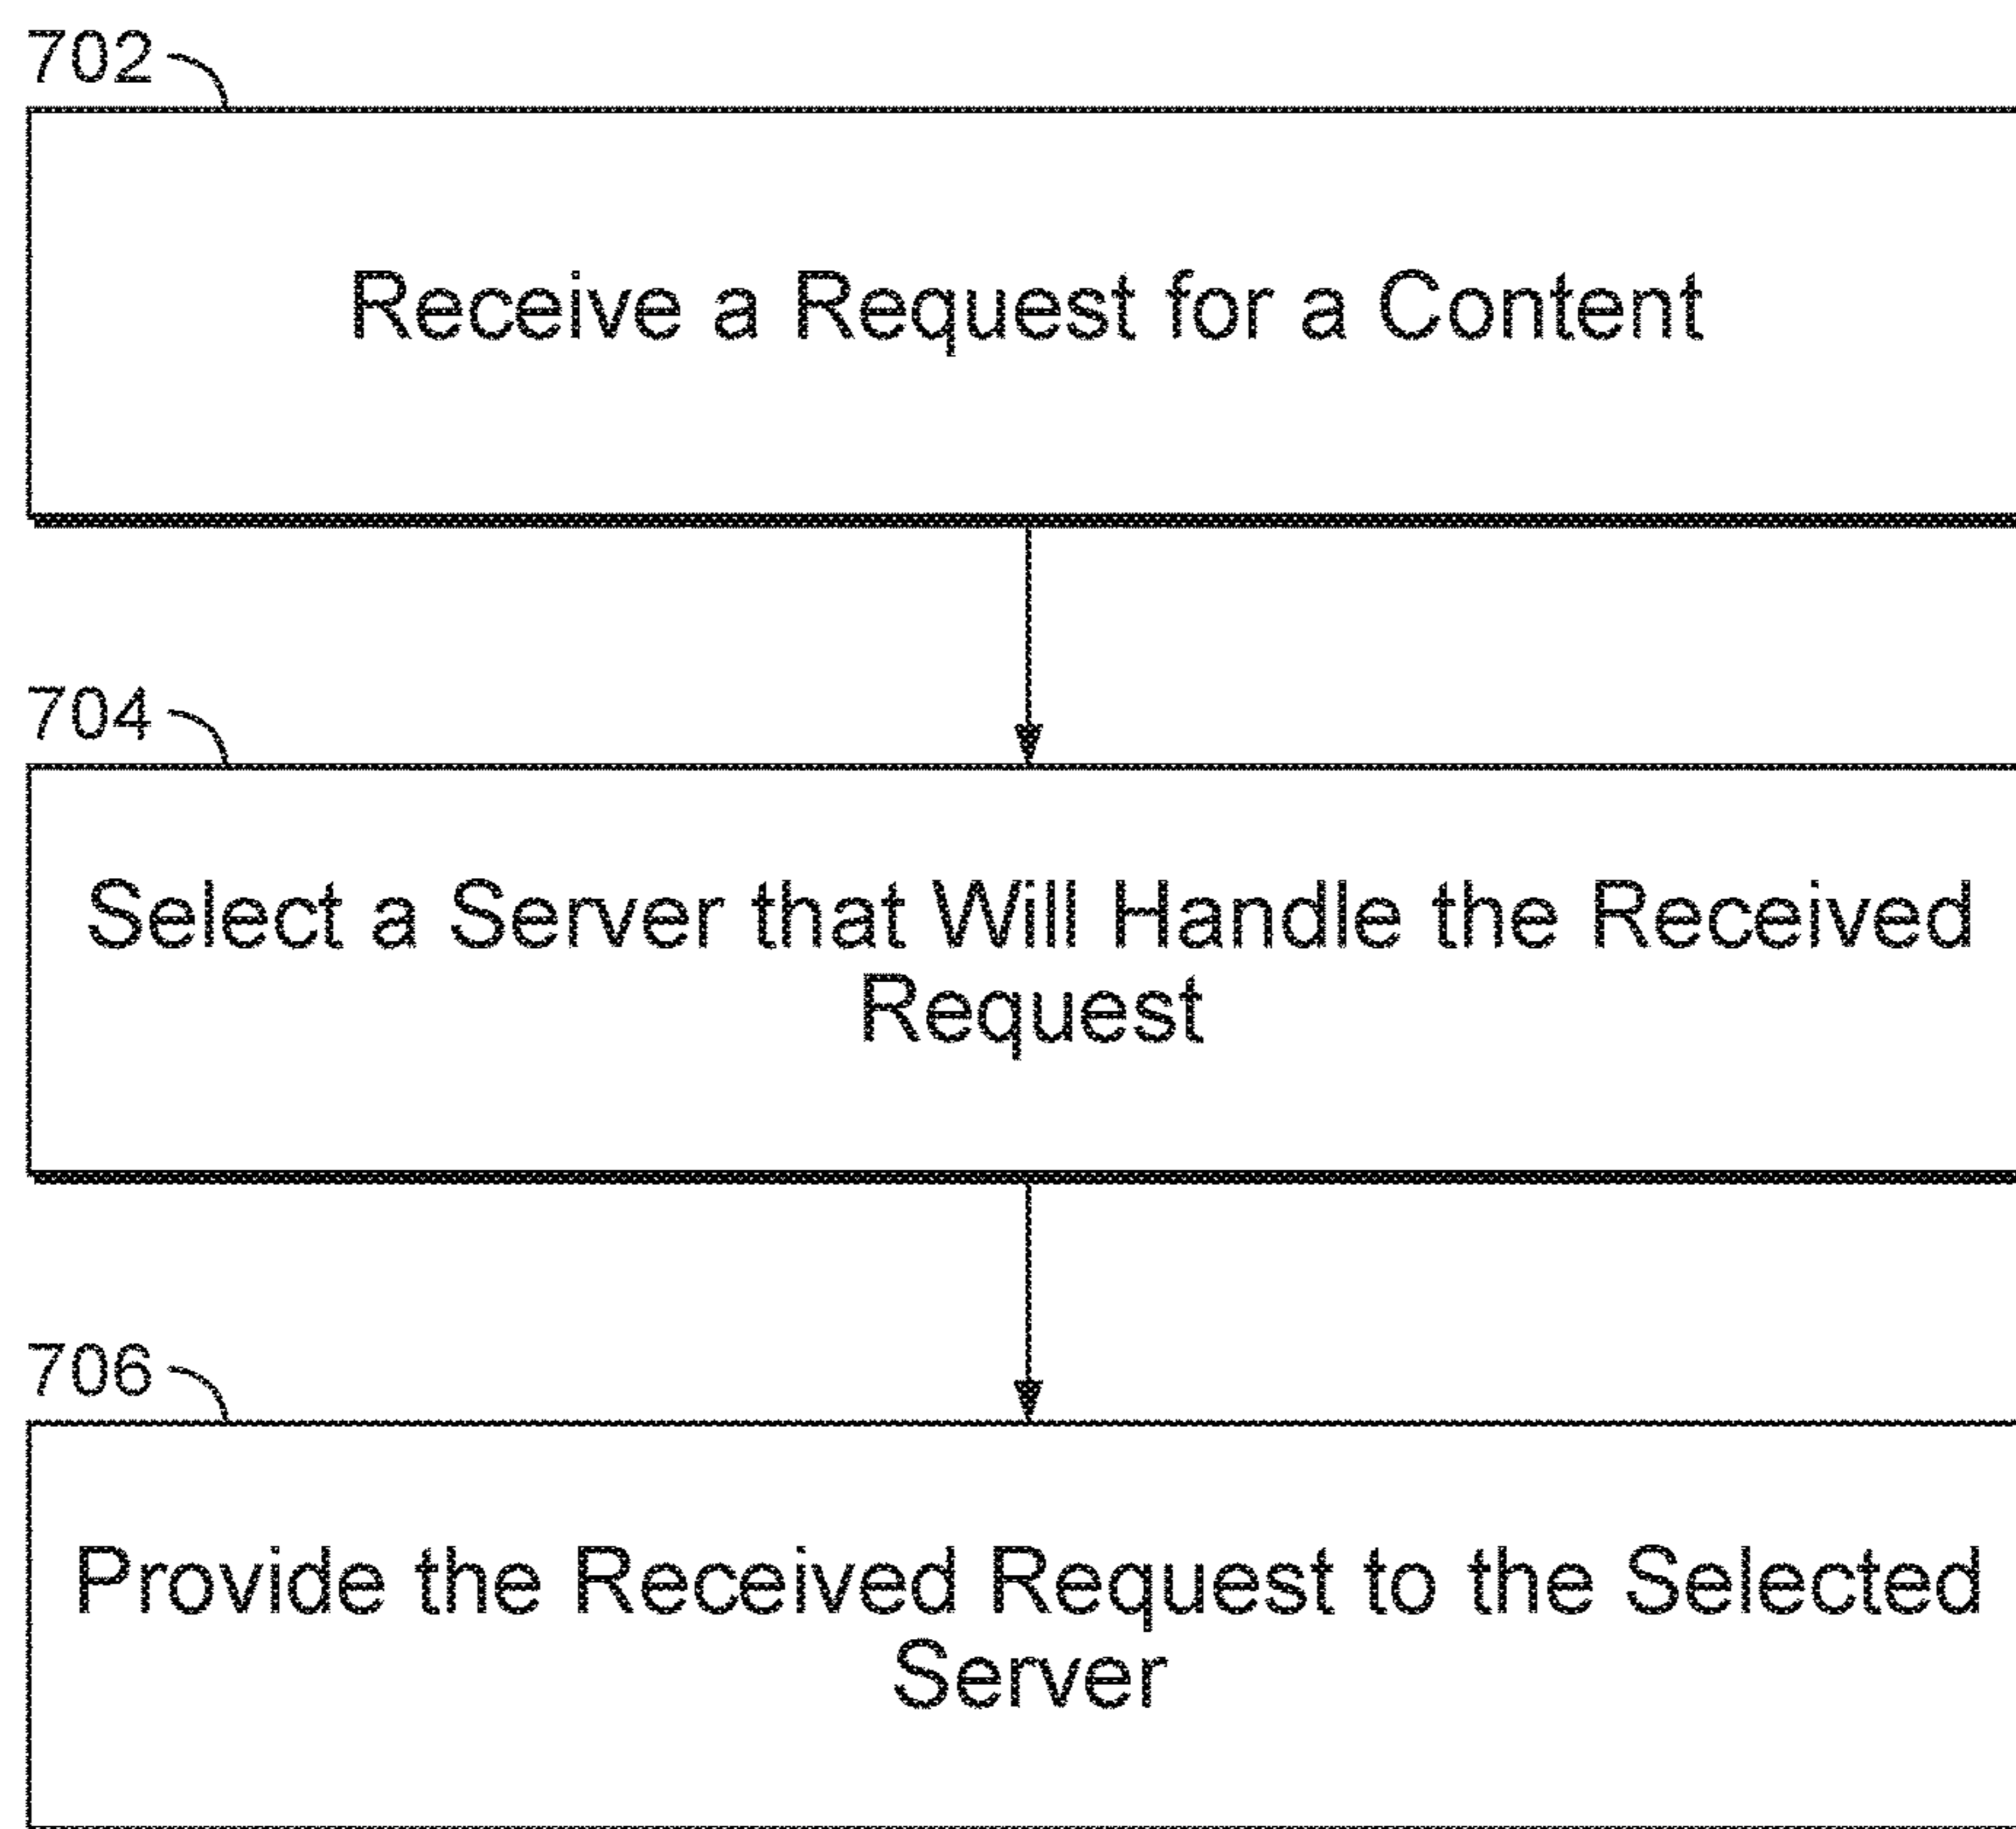 702
Receive a Request for a Content
704
Select a Server that Will Handle the Received
Request
706
Provide the Received Request to the Selected
Server